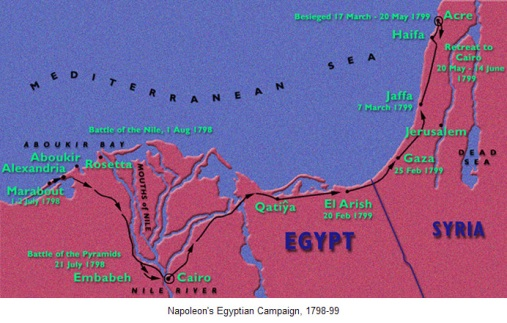 Besieged 17 March - 20 May 1799
Acre
Haifa
Retreat to
Cairo
20 May - 14 June
1799
MEDITERRANEAN SEA
Jaffa
7 March 1799
Battle of the Nile, 1 Aug 1798
Jerusalem
ABOUKIR BAY
DEAD
SEA
Aboukir
Alexandria
Rosetta
Gaza
25 Feb 1799
Marabout
1-2 July 1798
MOUTHS of NILE
Qatiŷa
El Arish
20 Feb 1799
EGYPT
SYRIA
Battle of the Pyramids
21 July 1798
Embabeh
Cairo
NILE RIVER
Napoleon's Egyptian Campaign, 1798-99